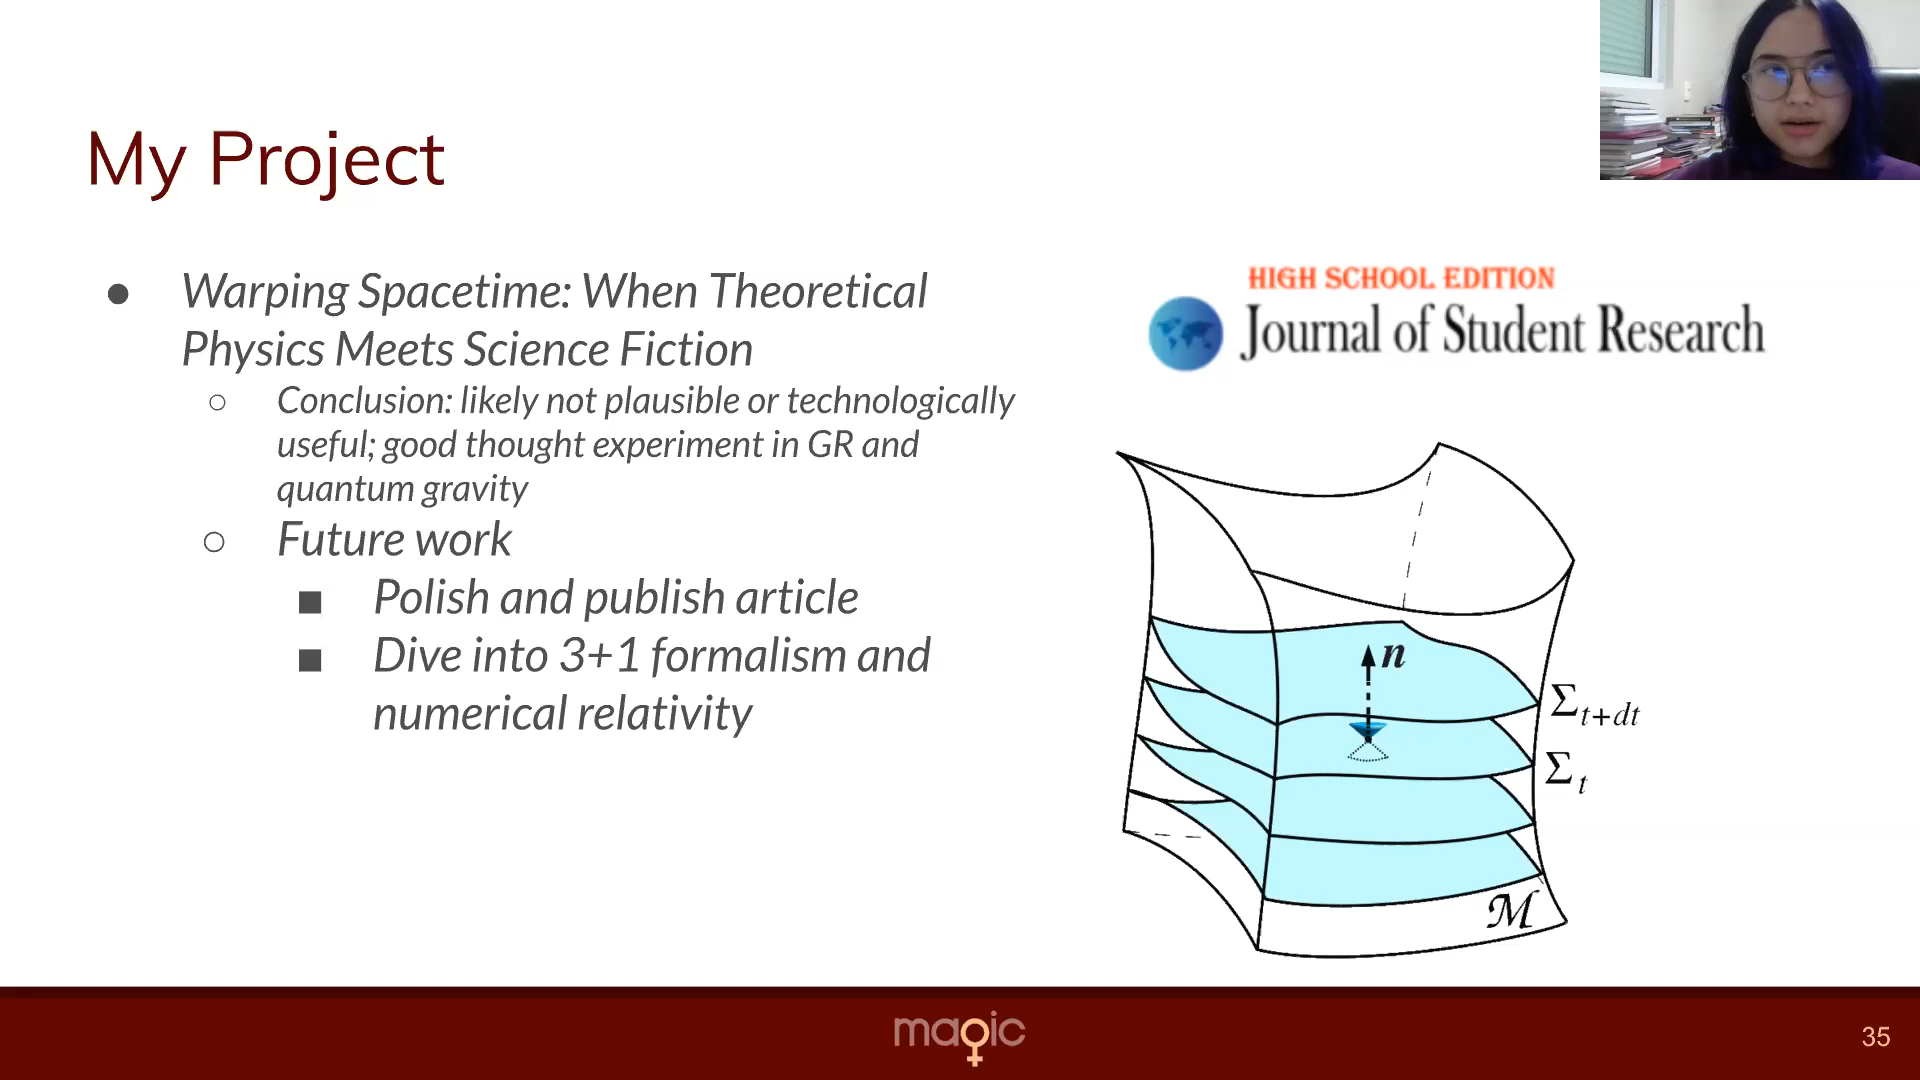 My Project
● Warping Spacetime: When Theoretical
Physics Meets Science Fiction
○ Conclusion: likely not plausible or technologically
useful; good thought experiment in GR and
quantum gravity
○ Future work
■ Polish and publish article
■ Dive into 3+1 formalism and
numerical relativity
HIGH SCHOOL EDITION
Journal of Student Research
n
Σt+dt
Σt
ℳ
magic
35